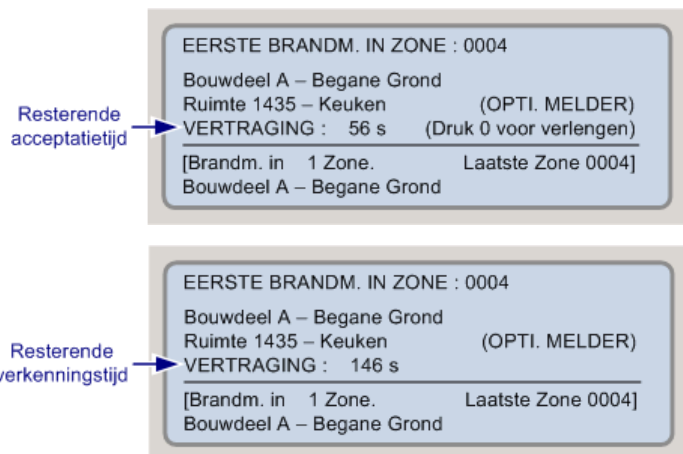 EERSTE BRANDM. IN ZONE : 0004
Bouwdeel A – Begane Grond
Ruimte 1435 – Keuken (OPTI. MELDER)
Resterende acceptatietijd
VERTRAGING : 56 s (Druk 0 voor verlengen)
[Brandm. in 1 Zone. Laatste Zone 0004]
Bouwdeel A – Begane Grond
EERSTE BRANDM. IN ZONE : 0004
Bouwdeel A – Begane Grond
Ruimte 1435 – Keuken (OPTI. MELDER)
Resterende
verkenningstijd
VERTRAGING : 146 s
[Brandm. in 1 Zone. Laatste Zone 0004]
Bouwdeel A – Begane Grond